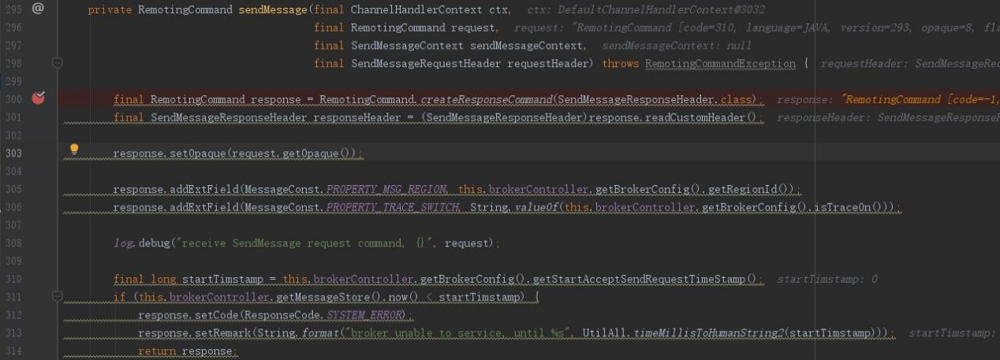 295 @ private RemotingCommand sendMessage(final ChannelHandlerContext ctx, ctx: DefaultChannelHandlerContext@3032
296 final RemotingCommand request, request: "RemotingCommand [code=310, language=JAVA, version=293, opaque=8, fla
297 final SendMessageContext sendMessageContext, sendMessageContext: null
298 final SendMessageRequestHeader requestHeader) throws RemotingCommandException { requestHeader: SendMessageReq
299
300 final RemotingCommand response = RemotingCommand.createResponseCommand(SendMessageResponseHeader.class); response: "RemotingCommand [code=-1,
301 final SendMessageResponseHeader responseHeader = (SendMessageResponseHeader)response.readCustomHeader(); responseHeader: SendMessageResponseH
302
303 response.setOpaque(request.getOpaque());
304
305 response.addExtField(MessageConst.PROPERTY_MSG_REGION, this.brokerController.getBrokerConfig().getRegionId());
306 response.addExtField(MessageConst.PROPERTY_TRACE_SWITCH, String.valueOf(this.brokerController.getBrokerConfig().isTraceOn()));
307
308 log.debug("receive SendMessage request command, {}", request);
309
310 final long startTimstamp = this.brokerController.getBrokerConfig().getStartAcceptSendRequestTimeStamp(); startTimstamp: 0
311 if (this.brokerController.getMessageStore().now() < startTimstamp) {
312 response.setCode(ResponseCode.SYSTEM_ERROR);
313 response.setRemark(String.format("broker unable to service, until %s", UtilAll.timeMillisToHumanString2(startTimstamp))); startTimstamp:
314 return response;